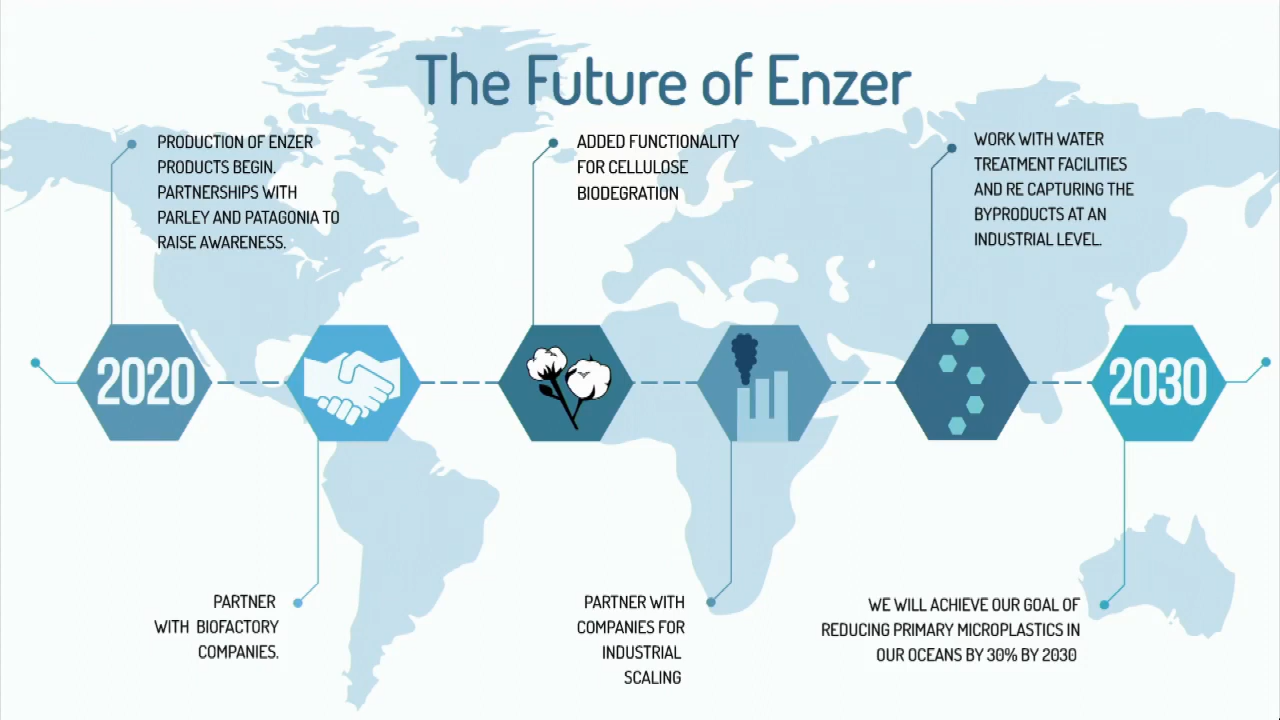 The Future of Enzer
PRODUCTION OF ENZER
PRODUCTS BEGIN.
PARTNERSHIPS WITH
PARLEY AND PATAGONIA TO
RAISE AWARENESS.
ADDED FUNCTIONALITY
FOR CELLULOSE
BIODEGRATION
WORK WITH WATER
TREATMENT FACILITIES
AND RE CAPTURING THE
BYPRODUCTS AT AN
INDUSTRIAL LEVEL.
2020
2030
PARTNER
WITH BIOFACTORY
COMPANIES.
PARTNER WITH
COMPANIES FOR
INDUSTRIAL
SCALING
WE WILL ACHIEVE OUR GOAL OF
REDUCING PRIMARY MICROPLASTICS IN
OUR OCEANS BY 30% BY 2030